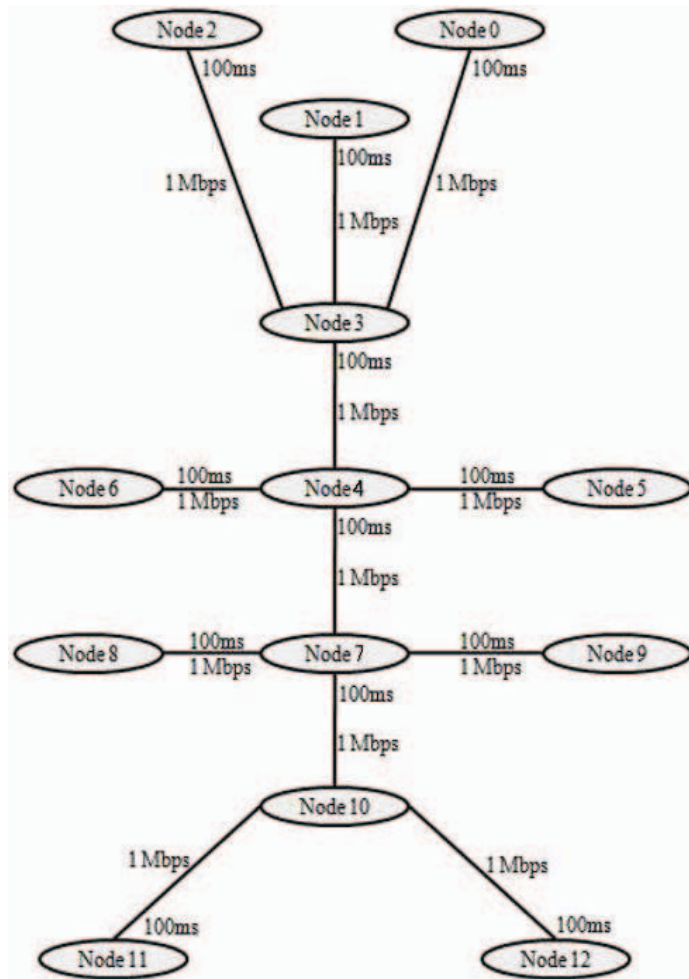 Node 2
Node 0
100ms
100ms
Node 1
100ms
1 Mbps
1 Mbps
1 Mbps
Node 3
100ms
1 Mbps
Node 6
100ms
1 Mbps
Node 4
100ms
1 Mbps
Node 5
100ms
1 Mbps
Node 8
100ms
1 Mbps
Node 7
100ms
1 Mbps
Node 9
100ms
1 Mbps
Node 10
1 Mbps
1 Mbps
100ms
100ms
Node 11
Node 12